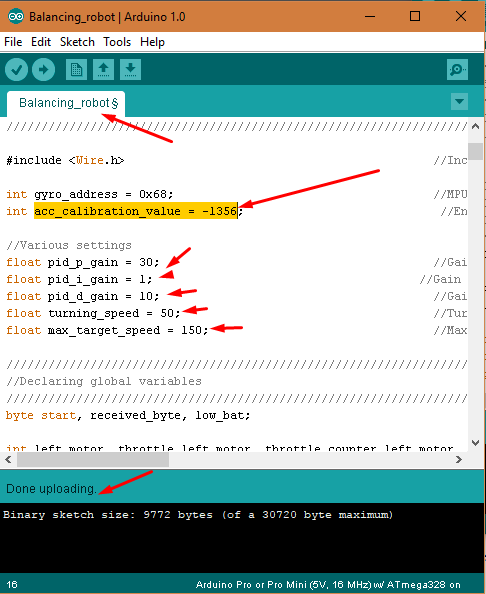 Balancing_robot | Arduino 1.0
File Edit Sketch Tools Help
Balancing_robot §
////////////////////////////////////////////////////////////////////
#include <Wire.h> //Inc
int gyro_address = 0x68; //MPU
int acc_calibration_value = -1356; //En
//Various settings
float pid_p_gain = 30; //Gai
float pid_i_gain = 1; //Gain
float pid_d_gain = 10; //Gai
float turning_speed = 50; //Tur
float max_target_speed = 150; //Max
////////////////////////////////////////////////////////////////////
//Declaring global variables
////////////////////////////////////////////////////////////////////
byte start, received_byte, low_bat;
int left_motor, throttle_left_motor, throttle_counter_left_motor,
Done uploading.
Binary sketch size: 9772 bytes (of a 30720 byte maximum)
16 Arduino Pro or Pro Mini (5V, 16 MHz) w/ ATmega328 on